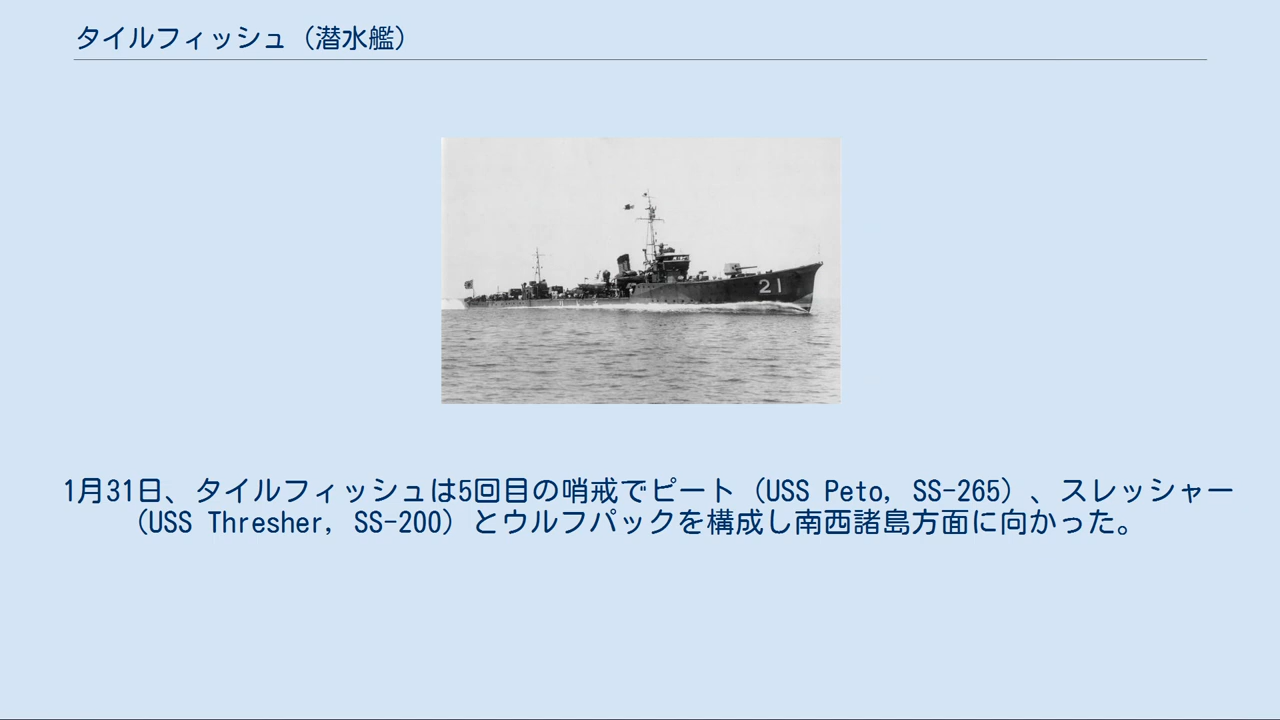 タイルフィッシュ（潜水艦）
21
1月31日、タイルフィッシュは5回目の哨戒でピート（USS Peto, SS-265）、スレッシャー
（USS Thresher, SS-200）とウルフパックを構成し南西諸島方面に向かった。